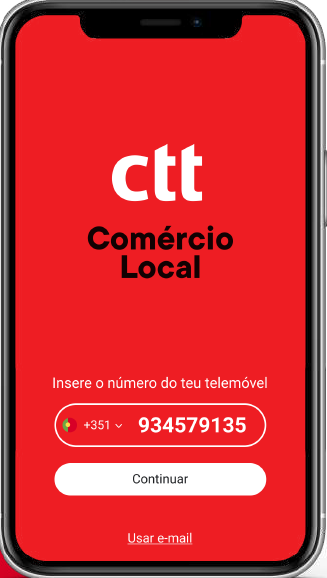 ctt
Comércio
Local
Insere o número do teu telemóvel
+351 934579135
Continuar
Usar e-mail